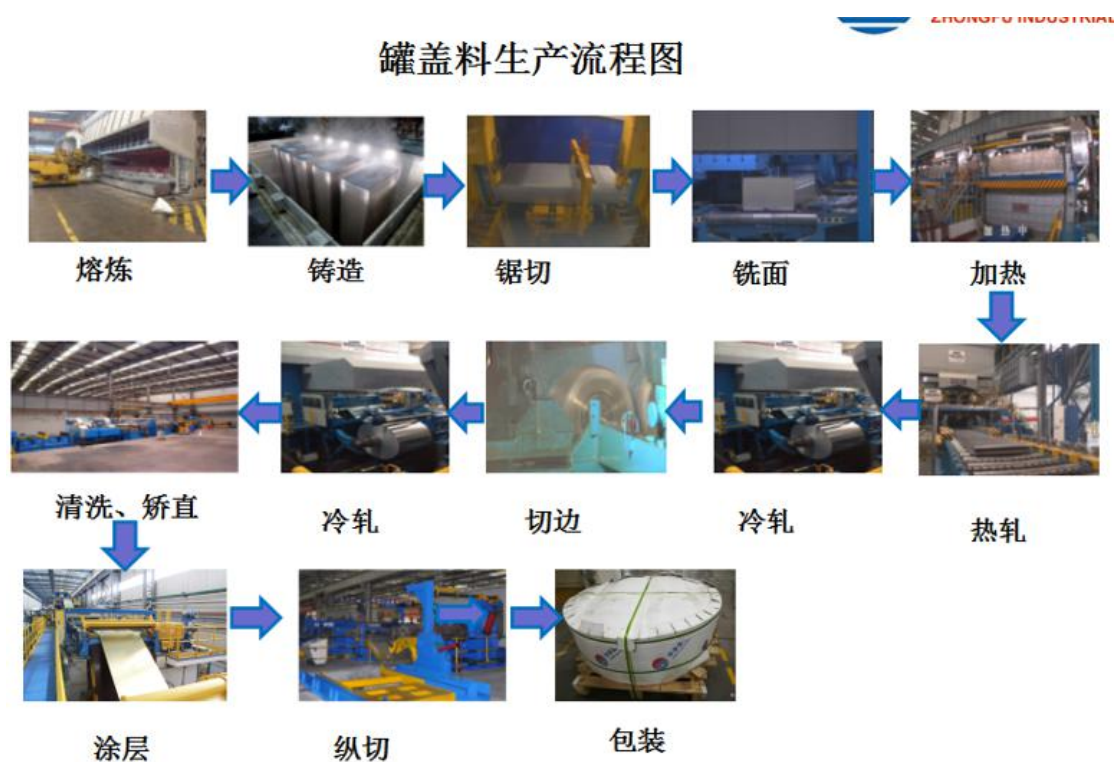 ZHONGFU INDUSTRIAL
罐盖料生产流程图
熔炼
铸造
锯切
铣面
加热
清洗、矫直
冷轧
切边
冷轧
热轧
涂层
纵切
包装